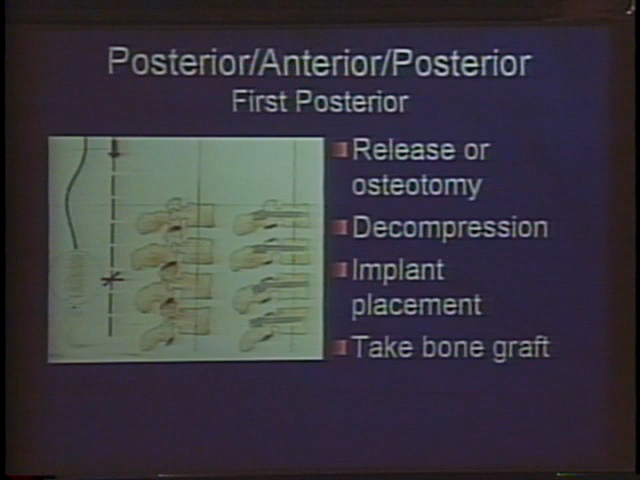 Posterior/Anterior/Posterior
First Posterior
Release or
osteotomy
Decompression
Implant
placement
Take bone graft